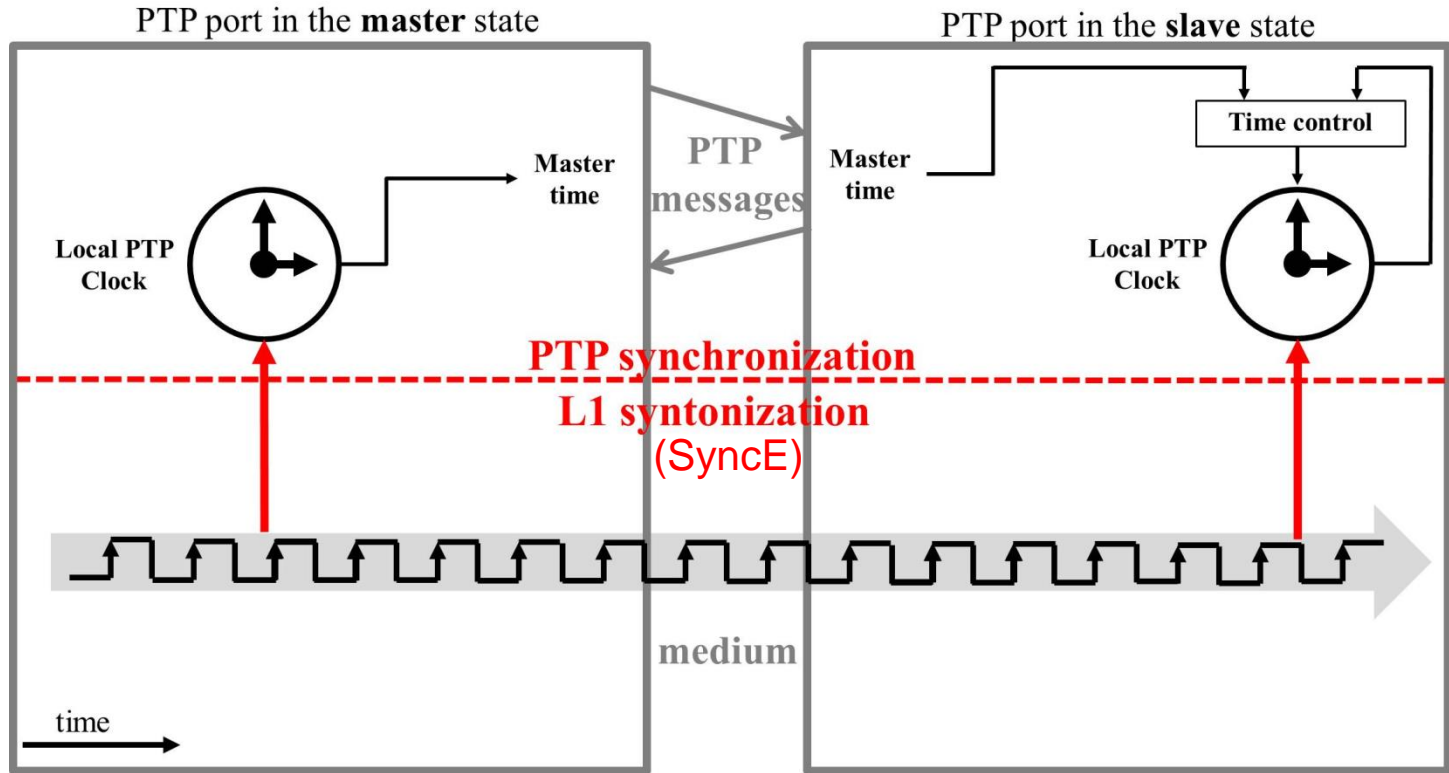 PTP port in the master state
PTP port in the slave state
Time control
PTP
messages
Master
time
Master
time
Local PTP
Clock
Local PTP
Clock
PTP synchronization
L1 syntonization
(SyncE)
medium
time